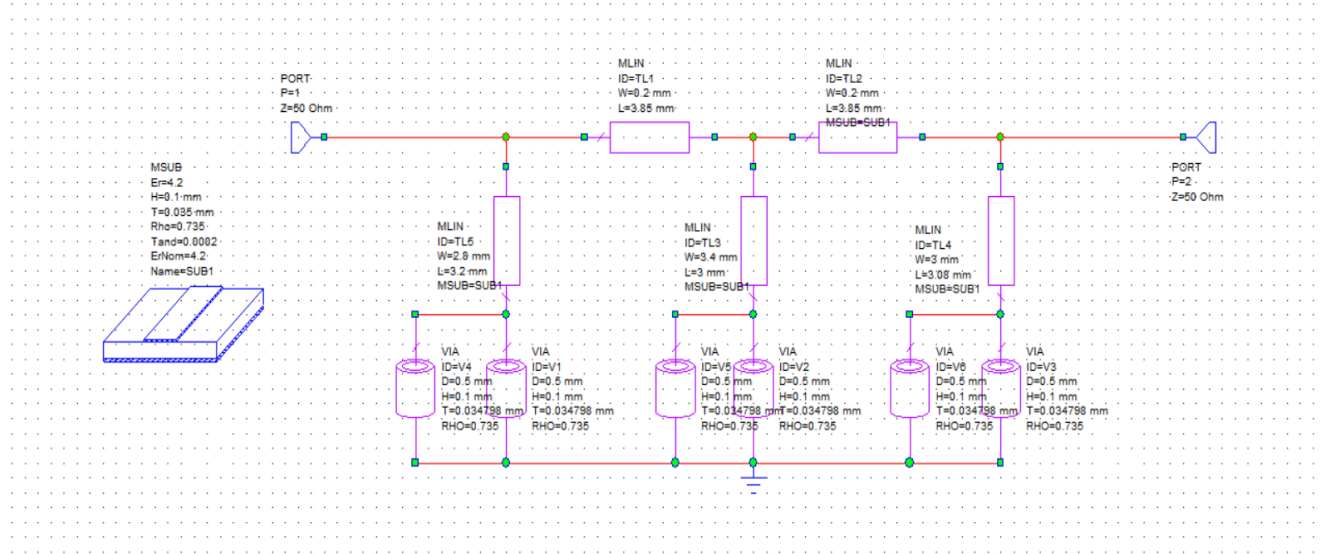 PORT
P=1
Z=50 Ohm
MLIN
ID=TL1
W=0.2 mm
L=3.85 mm
MLIN
ID=TL2
W=0.2 mm
L=3.85 mm
MSUB=SUB1
PORT
P=2
Z=50 Ohm
MSUB
Er=4.2
H=0.1 mm
T=0.035 mm
Rho=0.735
Tand=0.0002
ErNom=4.2
Name=SUB1
MLIN
ID=TL5
W=2.8 mm
L=3.2 mm
MSUB=SUB1
MLIN
ID=TL3
W=3.4 mm
L=3 mm
MSUB=SUB1
MLIN
ID=TL4
W=3 mm
L=3.08 mm
MSUB=SUB1
VIA
ID=V4
D=0.5 mm
H=0.1 mm
T=0.034798 mm
RHO=0.735
VIA
ID=V1
D=0.5 mm
H=0.1 mm
T=0.034798 mm
RHO=0.735
VIA
ID=V5
D=0.5 mm
H=0.1 mm
T=0.034798 mm
RHO=0.735
VIA
ID=V2
D=0.5 mm
H=0.1 mm
T=0.034798 mm
RHO=0.735
VIA
ID=V6
D=0.5 mm
H=0.1 mm
T=0.034798 mm
RHO=0.735
VIA
ID=V3
D=0.5 mm
H=0.1 mm
T=0.034798 mm
RHO=0.735